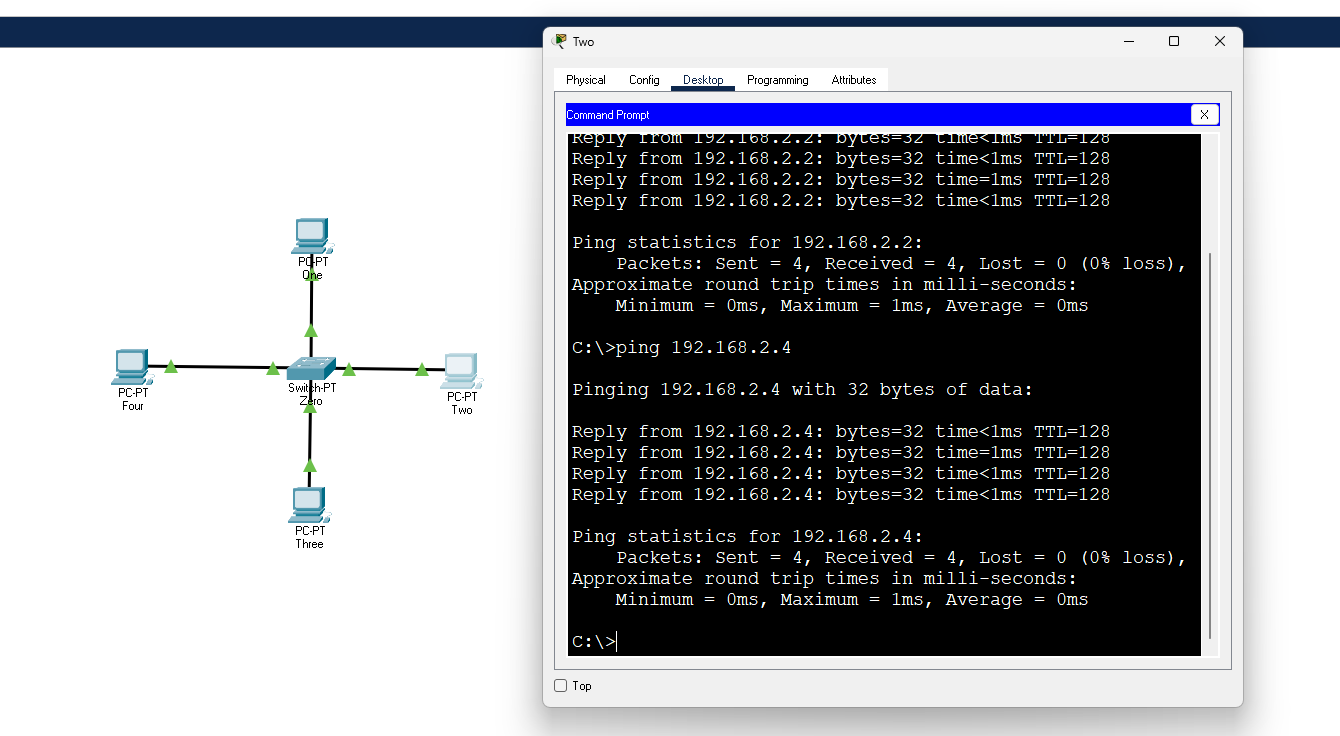 Two
Physical Config Desktop Programming Attributes
Command Prompt
X
Reply from 192.168.2.2: bytes=32 time<1ms TTL=128
Reply from 192.168.2.2: bytes=32 time<1ms TTL=128
Reply from 192.168.2.2: bytes=32 time=1ms TTL=128
Reply from 192.168.2.2: bytes=32 time<1ms TTL=128
Ping statistics for 192.168.2.2:
Packets: Sent = 4, Received = 4, Lost = 0 (0% loss),
Approximate round trip times in milli-seconds:
Minimum = 0ms, Maximum = 1ms, Average = 0ms
C:\>ping 192.168.2.4
Pinging 192.168.2.4 with 32 bytes of data:
Reply from 192.168.2.4: bytes=32 time<1ms TTL=128
Reply from 192.168.2.4: bytes=32 time=1ms TTL=128
Reply from 192.168.2.4: bytes=32 time<1ms TTL=128
Reply from 192.168.2.4: bytes=32 time<1ms TTL=128
Ping statistics for 192.168.2.4:
Packets: Sent = 4, Received = 4, Lost = 0 (0% loss),
Approximate round trip times in milli-seconds:
Minimum = 0ms, Maximum = 1ms, Average = 0ms
C:\>
Top
PC-PT
One
PC-PT
Four
Switch-PT
Zero
PC-PT
Two
PC-PT
Three